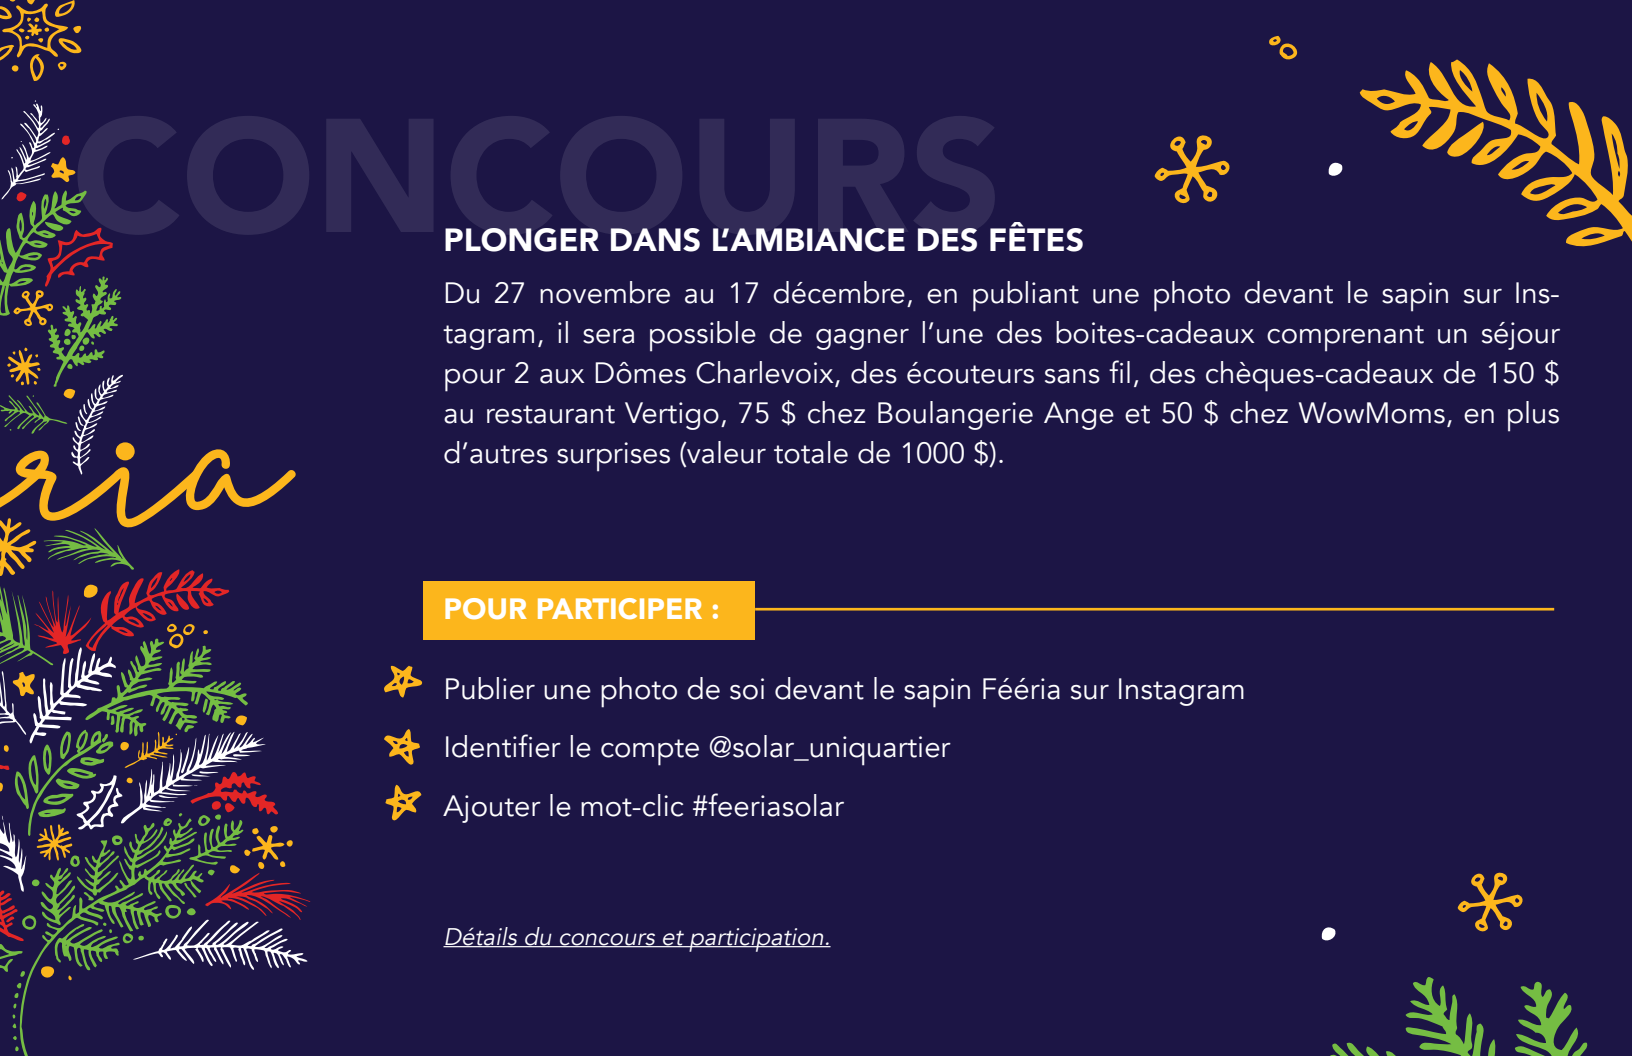 CONCOURS
PLONGER DANS L’AMBIANCE DES FÊTES
Du 27 novembre au 17 décembre, en publiant une photo devant le sapin sur Ins-
tagram, il sera possible de gagner l’une des boites-cadeaux comprenant un séjour
pour 2 aux Dômes Charlevoix, des écouteurs sans fil, des chèques-cadeaux de 150 $
au restaurant Vertigo, 75 $ chez Boulangerie Ange et 50 $ chez WowMoms, en plus
d’autres surprises (valeur totale de 1000 $).
ria
POUR PARTICIPER :
Publier une photo de soi devant le sapin Fééria sur Instagram
Identifier le compte @solar_uniquartier
Ajouter le mot-clic #feeriasolar
Détails du concours et participation.